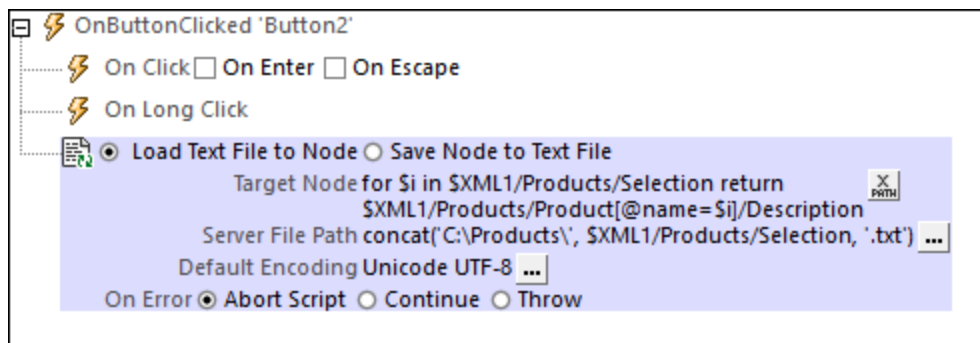 OnButtonClicked 'Button2'
On Click On Enter On Escape
On Long Click
Load Text File to Node Save Node to Text File
Target Node for $i in $XML1/Products/Selection return X PATH
$XML1/Products/Product[@name=$i]/Description
Server File Path concat('C:\Products\', $XML1/Products/Selection, '.txt') ...
Default Encoding Unicode UTF-8 ...
On Error Abort Script Continue Throw